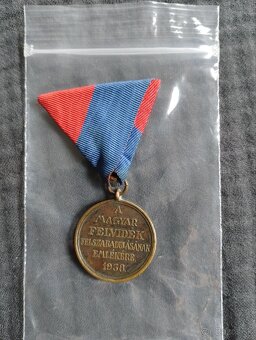 A
MAGYAR
FELVIDÉK
FELSZABADULÁSÁNAK
EMLÉKÉRE
1938